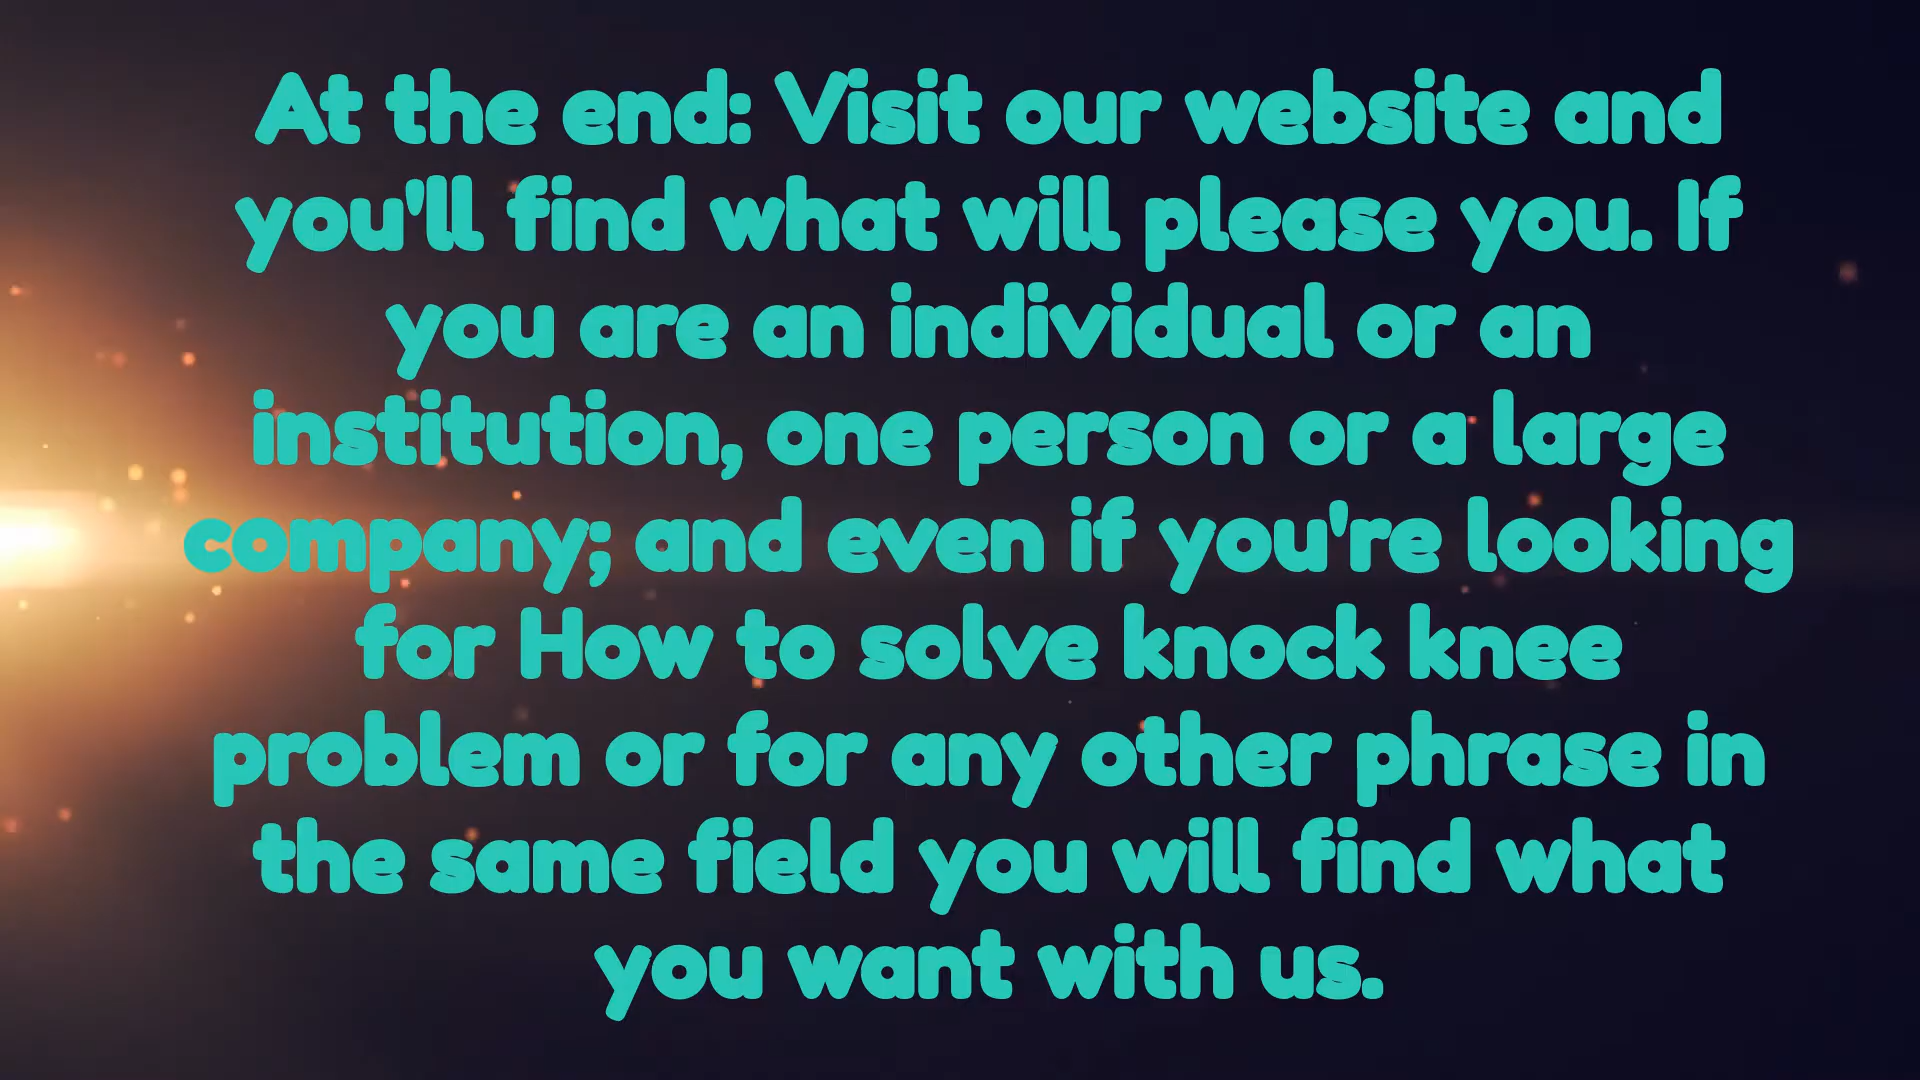 At the end: Visit our website and
you'll find what will please you. If
you are an individual or an
institution, one person or a large
company; and even if you're looking
for How to solve knock knee
problem or for any other phrase in
the same field you will find what
you want with us.